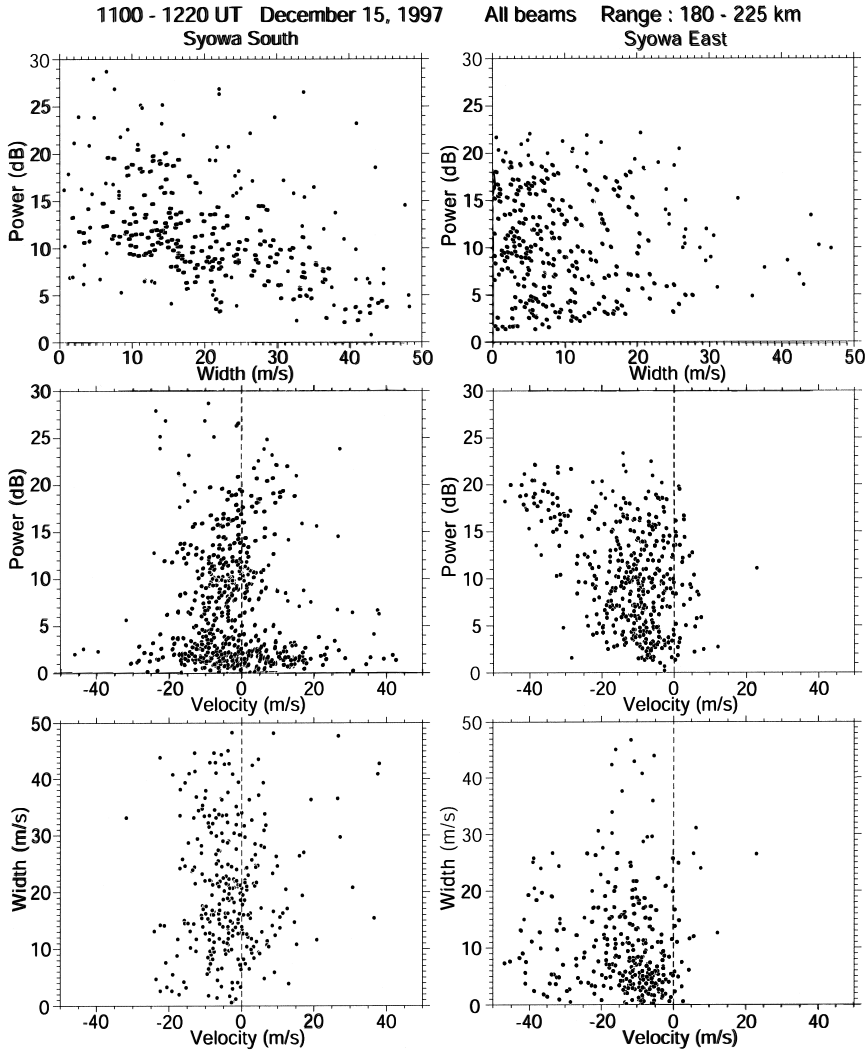 1100 - 1220 UT December 15, 1997 All beams Range : 180 - 225 km
Syowa South Syowa East
30 30
25 25
20 20
15 15
10 10
5 5
0 0
Power (dB) Power (dB)
0 10 20 30 40 50 0 10 20 30 40 50
Width (m/s) Width (m/s)
30 30
25 25
20 20
15 15
10 10
5 5
0 0
Power (dB) Power (dB)
-40 -20 0 20 40 -40 -20 0 20 40
Velocity (m/s) Velocity (m/s)
50 50
40 40
30 30
20 20
10 10
0 0
Width (m/s) Width (m/s)
-40 -20 0 20 40 -40 -20 0 20 40
Velocity (m/s) Velocity (m/s)